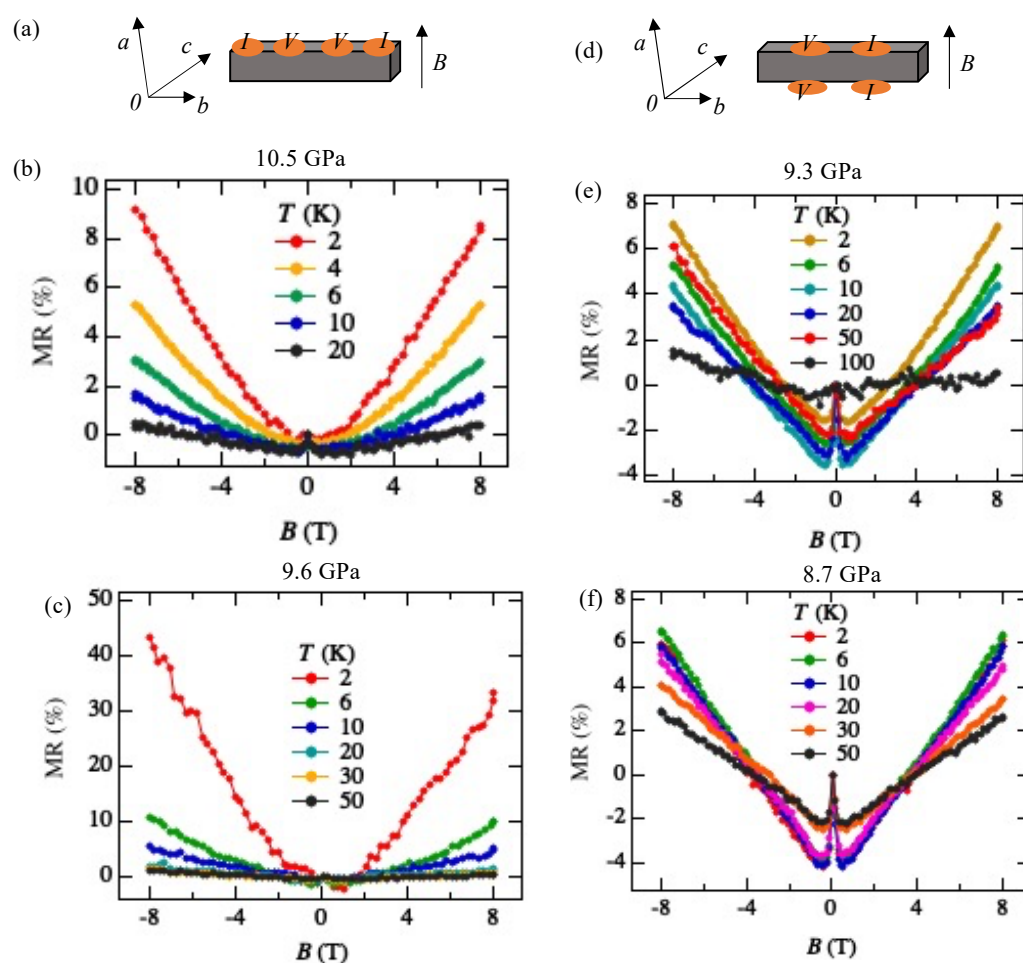 (a)
a
c
0
b
I V V I
B
(d)
a
c
0
b
V I
V I
B
(b)
10.5 GPa
10
8
6
4
2
0
MR (%)
T (K)
2
4
6
10
20
-8 -4 0 4 8
B (T)
(e)
9.3 GPa
8
6
4
2
0
-2
-4
MR (%)
T (K)
2
6
10
20
50
100
-8 -4 0 4 8
B (T)
(c)
9.6 GPa
50
40
30
20
10
0
MR (%)
T (K)
2
6
10
20
30
50
-8 -4 0 4 8
B (T)
(f)
8.7 GPa
8
6
4
2
0
-2
-4
MR (%)
T (K)
2
6
10
20
30
50
-8 -4 0 4 8
B (T)